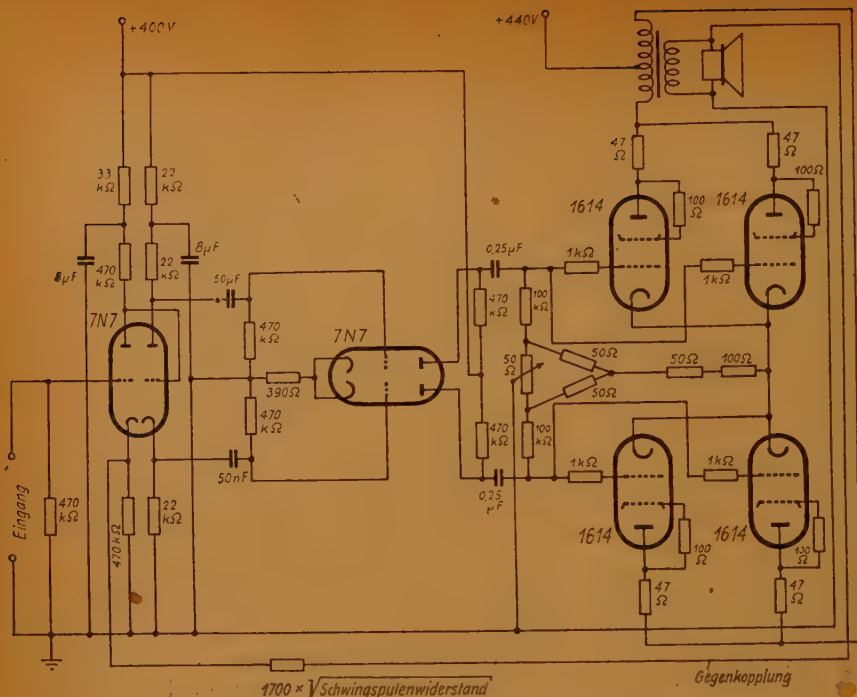 +400V
+440V
33
kΩ
22
kΩ
8µF
470
kΩ
22
kΩ
8µF
50µF
7N7
470
kΩ
390Ω
470
kΩ
50nF
7N7
Eingang
470
kΩ
470kΩ
22
kΩ
0,25µF
470
kΩ
100
kΩ
50
Ω
50Ω
50Ω
50Ω
100Ω
470
kΩ
100
kΩ
0,25
µF
47
Ω
47
Ω
1614
100
Ω
1614
100Ω
1kΩ
1kΩ
1kΩ
1kΩ
1614
100
Ω
1614
100
Ω
47
Ω
47
Ω
1700 × √Schwingspulenwiderstand
Gegenkopplung